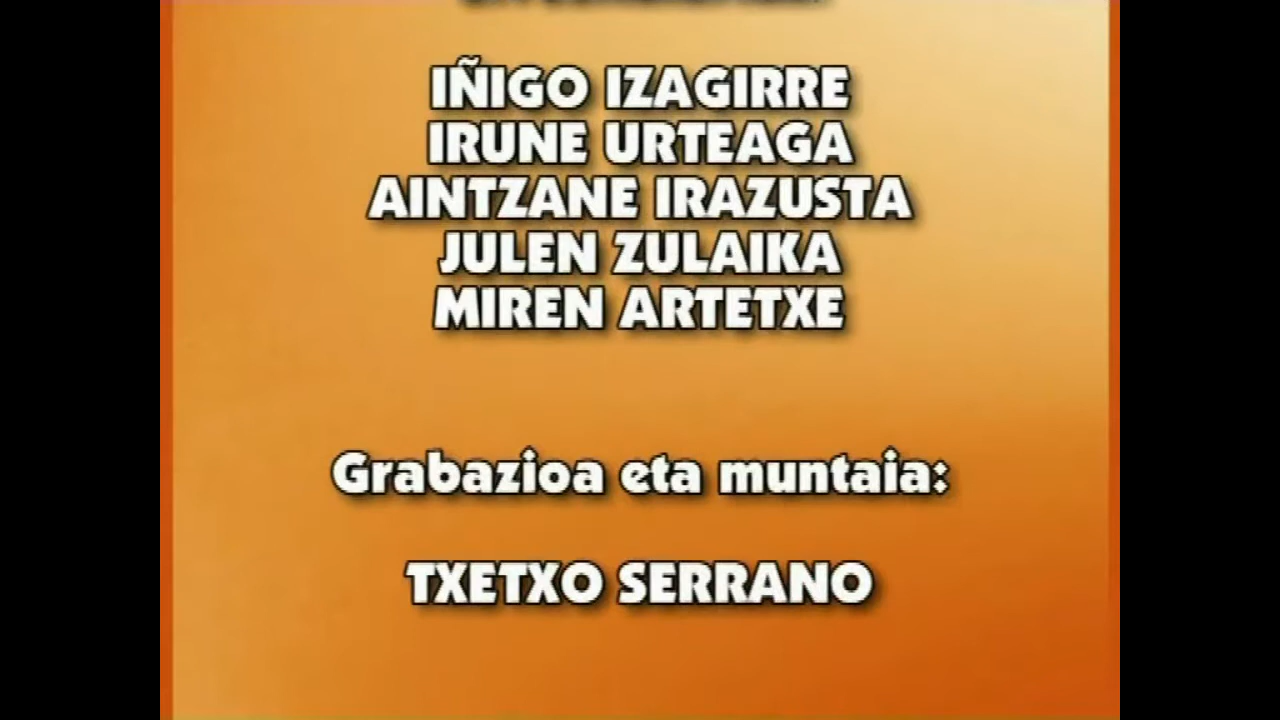 IÑIGO IZAGIRRE
IRUNE URTEAGA
AINTZANE IRAZUSTA
JULEN ZULAIKA
MIREN ARTETXE
Grabazioa eta muntaia:
TXETXO SERRANO